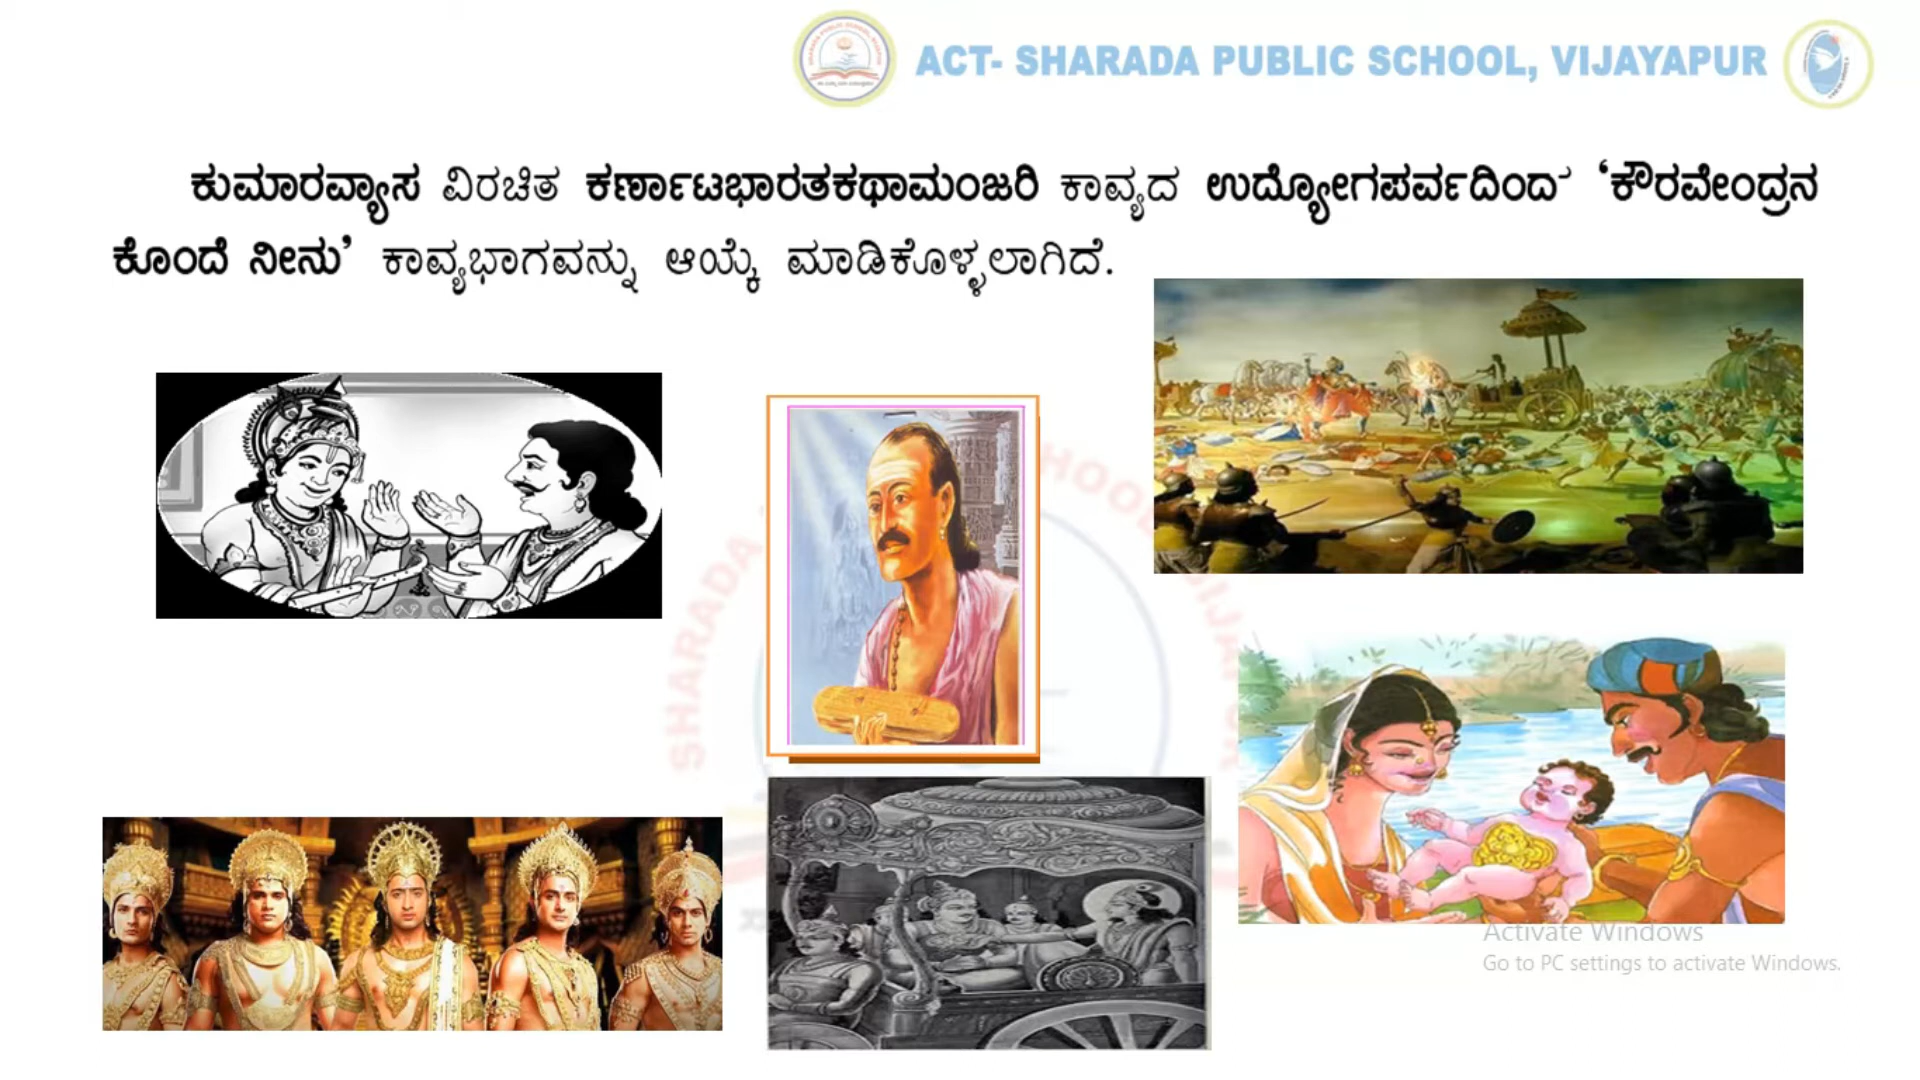 ACT- SHARADA PUBLIC SCHOOL, VIJAYAPUR
ಕುಮಾರವ್ಯಾಸ ವಿರಚಿತ ಕರ್ಣಾಟಭಾರತಕಥಾಮಂಜರಿ ಕಾವ್ಯದ ಉದ್ಯೋಗಪರ್ವದಿಂದ 'ಕೌರವೇಂದ್ರನ
ಕೊಂದೆ ನೀನು' ಕಾವ್ಯಭಾಗವನ್ನು ಆಯ್ಕೆ ಮಾಡಿಕೊಳ್ಳಲಾಗಿದೆ.
SHARADA
Activate Windows
Go to PC settings to activate Windows.